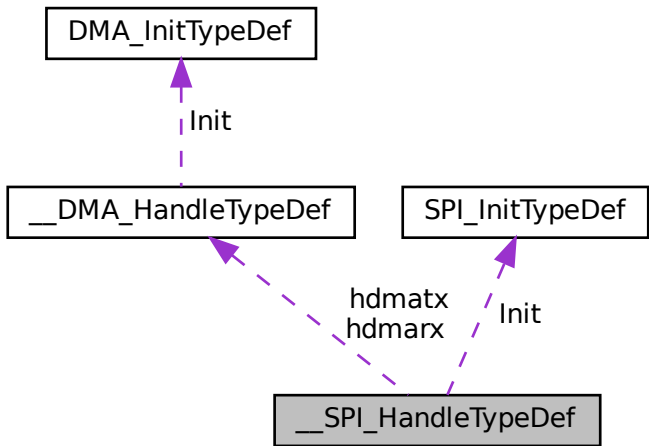 DMA_InitTypeDef
Init
__DMA_HandleTypeDef
SPI_InitTypeDef
hdmatx
hdmarx
Init
__SPI_HandleTypeDef